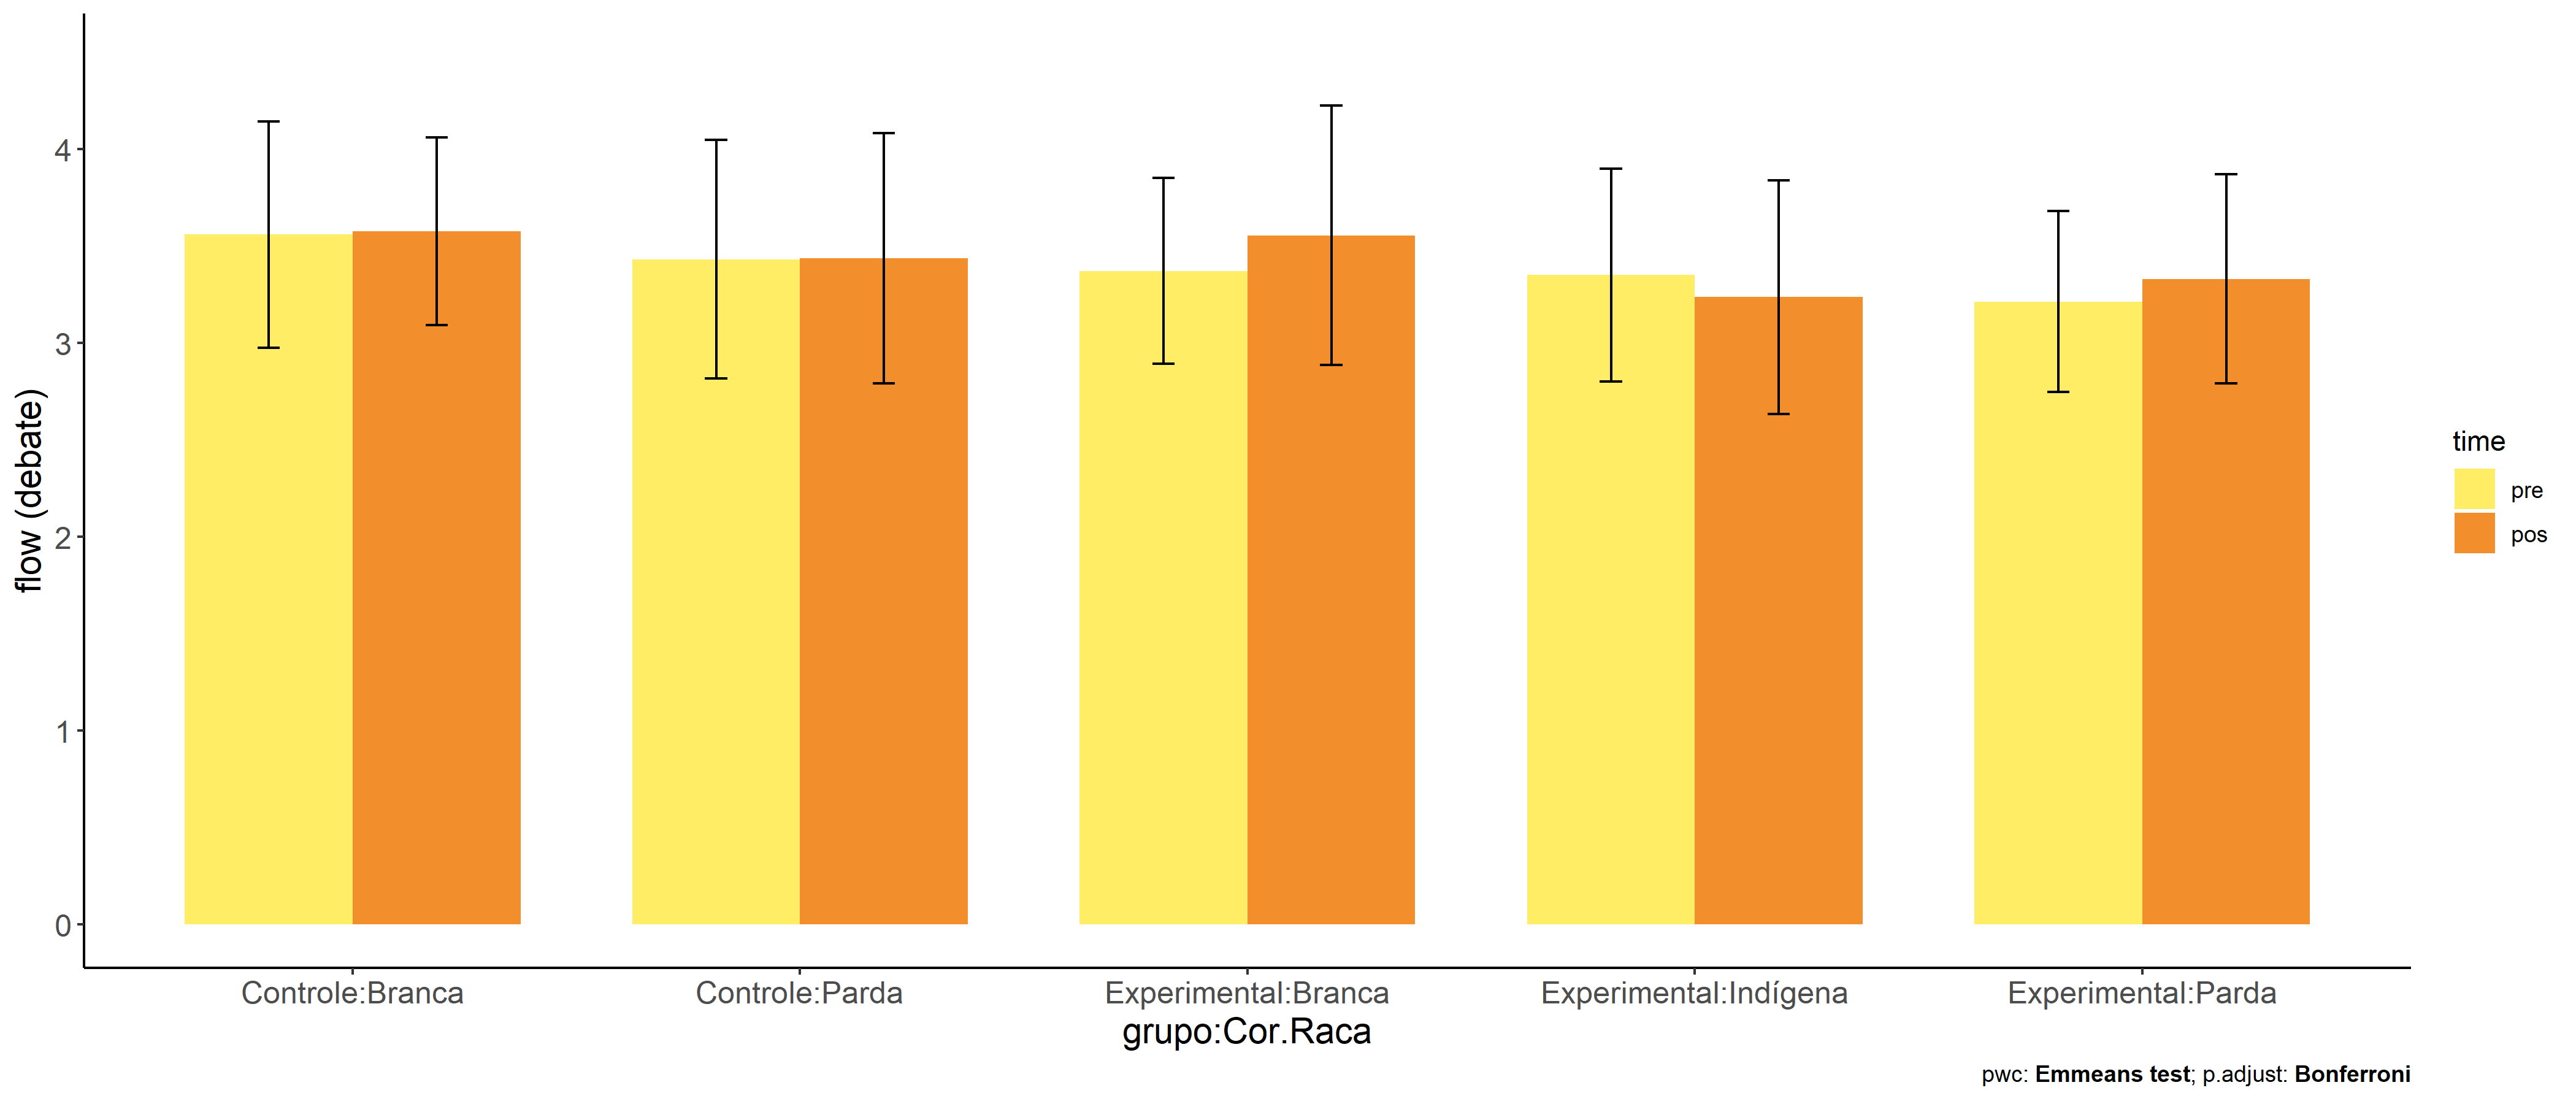 flow (debate)
4
3
2
1
0
Controle:Branca
Controle:Parda
Experimental:Branca
Experimental:Indígena
Experimental:Parda
grupo:Cor.Raca
time
pre
pos
pwc: Emmeans test; p.adjust: Bonferroni